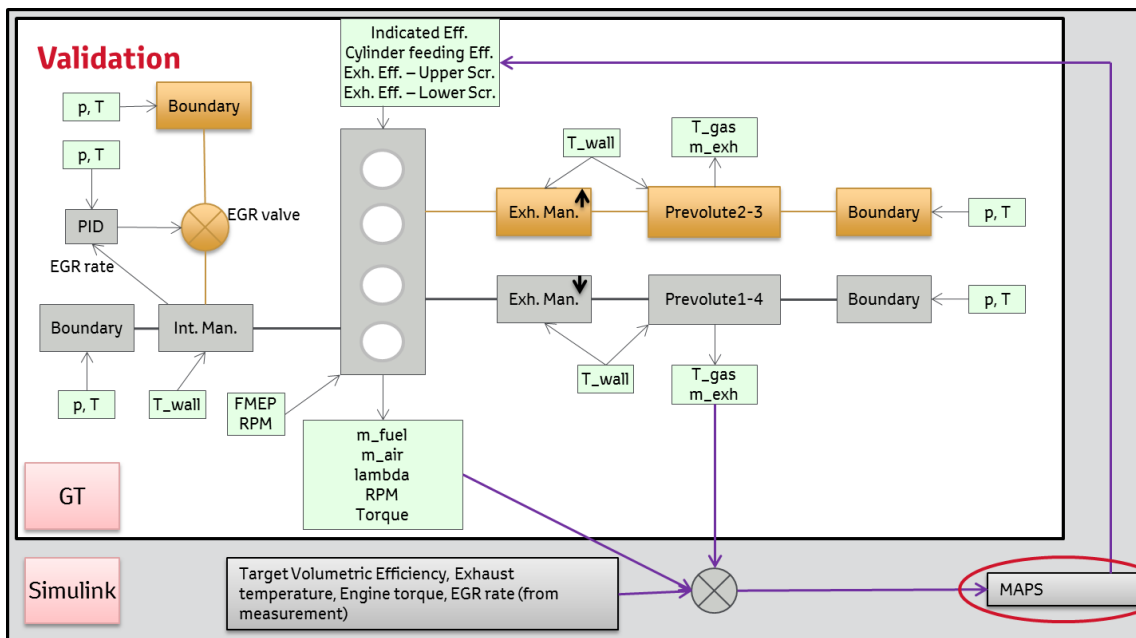 Validation
Indicated Eff.
Cylinder feeding Eff.
Exh. Eff. – Upper Scr.
Exh. Eff. – Lower Scr.
p, T
Boundary
p, T
PID
EGR valve
EGR rate
Boundary
Int. Man.
p, T
T_wall
FMEP
RPM
T_wall
T_gas
m_exh
Exh. Man.
Prevolute2-3
Boundary
p, T
Exh. Man.
Prevolute1-4
Boundary
p, T
T_wall
T_gas
m_exh
m_fuel
m_air
lambda
RPM
Torque
GT
Simulink
Target Volumetric Efficiency, Exhaust
temperature, Engine torque, EGR rate (from
measurement)
MAPS